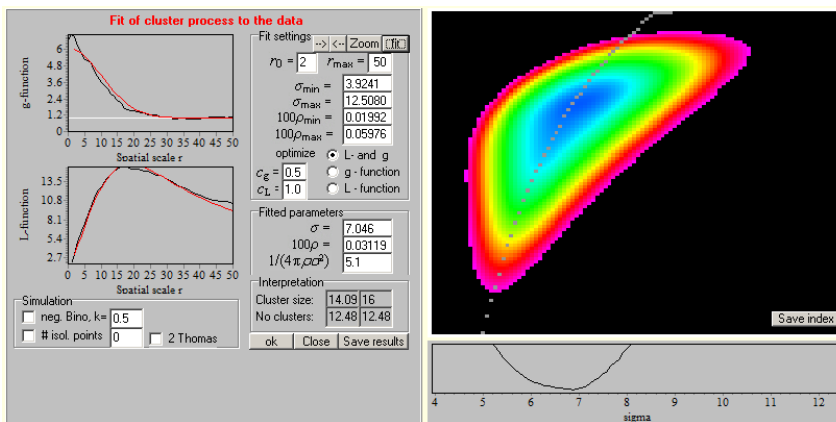 Fit of cluster process to the data
g-function
6
4.8
3.6
2.4
1.2
0
0 5 10 15 20 25 30 35 40 45 50
Spatial scale r
L-function
13.5
10.8
8.1
5.4
2.7
0 5 10 15 20 25 30 35 40 45 50
Spatial scale r
Simulation
neg. Bino, k= 0.5
# isol. points 0
2 Thomas
Fit settings
--> <-- Zoom fit
r0 = 2 rmax = 50
σmin = 3.9241
σmax = 12.5080
100ρmin = 0.01992
100ρmax = 0.05976
optimize L- and g
cg = 0.5 g - function
cL = 1.0 L - function
Fitted parameters
σ = 7.046
100ρ = 0.03119
1/(4πρσ²) 5.1
Interpretation
Cluster size: 14.09 16
No clusters: 12.48 12.48
ok Close Save results
Save index
4 5 6 7 8 9 10 11 12
sigma